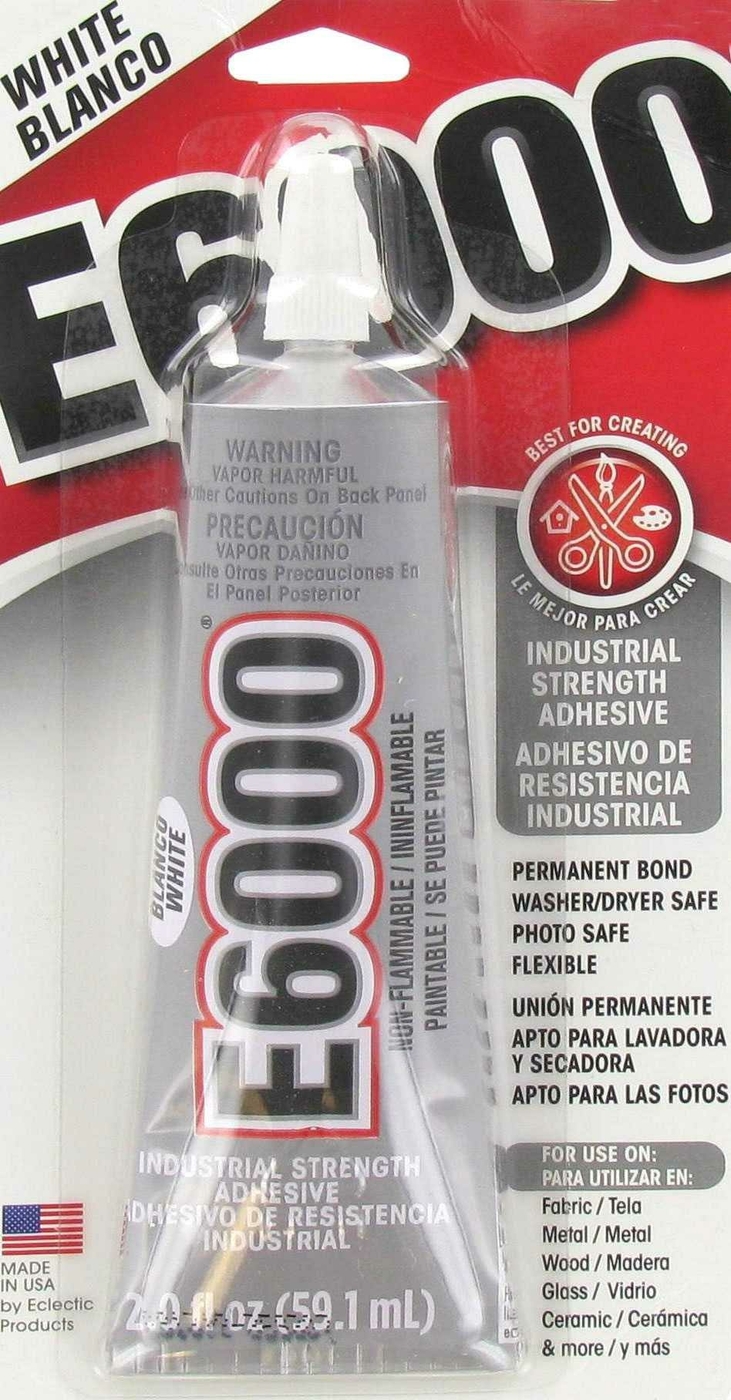 WHITE
BLANCO
E6000
WARNING
VAPOR HARMFUL
Other Cautions On Back Panel
PRECAUCIÓN
VAPOR DAÑINO
Otras Precauciones En
El Panel Posterior
E6000
BLANCO
WHITE
NON-FLAMMABLE / ININFLAMABLE
PAINTABLE / SE PUEDE PINTAR
INDUSTRIAL STRENGTH
ADHESIVE
ADHESIVO DE RESISTENCIA
INDUSTRIAL
2.0 fl oz (59.1 mL)
BEST FOR CREATING
LE MEJOR PARA CREAR
INDUSTRIAL
STRENGTH
ADHESIVE
ADHESIVO DE
RESISTENCIA
INDUSTRIAL
PERMANENT BOND
WASHER/DRYER SAFE
PHOTO SAFE
FLEXIBLE
UNIÓN PERMANENTE
APTO PARA LAVADORA
Y SECADORA
APTO PARA LAS FOTOS
FOR USE ON:
PARA UTILIZAR EN:
Fabric / Tela
Metal / Metal
Wood / Madera
Glass / Vidrio
Ceramic / Cerámica
& more / y más
MADE
IN USA
by Eclectic
Products